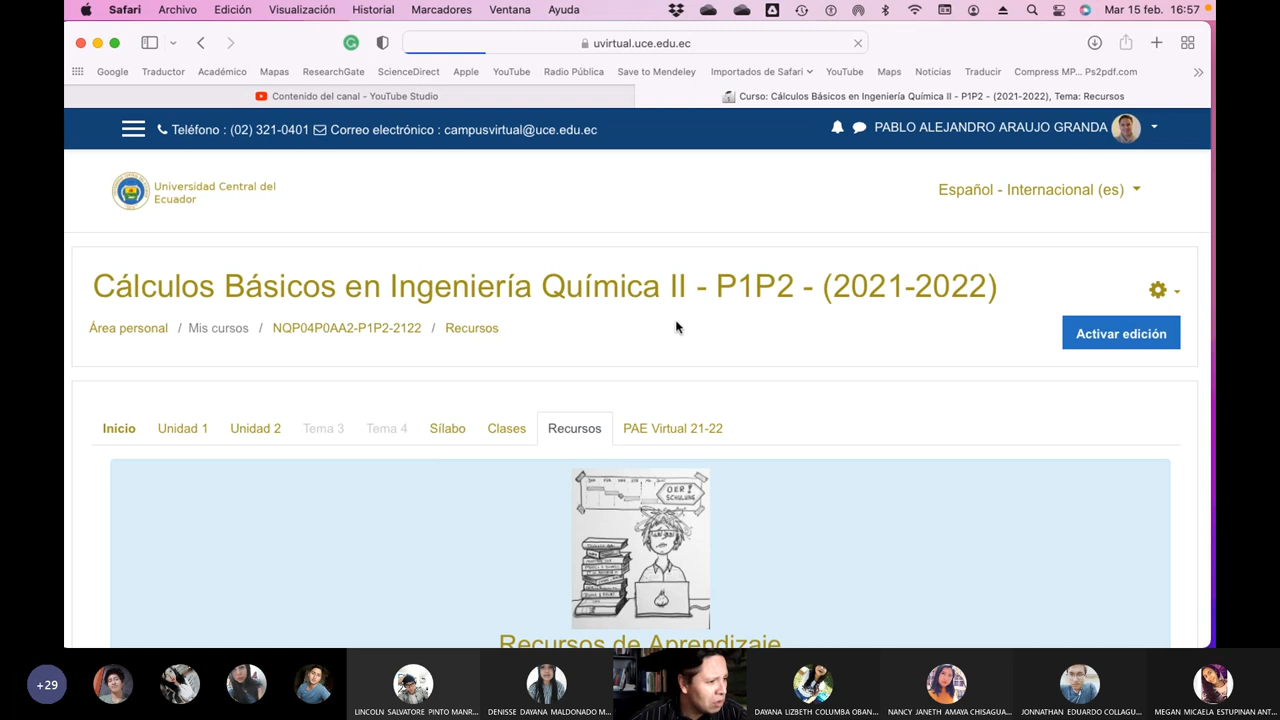 Safari Archivo Edición Visualización Historial Marcadores Ventana Ayuda Mar 15 feb. 16:57
uvirtual.uce.edu.ec
Google Traductor Académico Mapas ResearchGate ScienceDirect Apple YouTube Radio Pública Save to Mendeley Importados de Safari YouTube Maps Noticias Traducir Compress MP... Ps2pdf.com
Contenido del canal - YouTube Studio
Curso: Cálculos Básicos en Ingeniería Química II - P1P2 - (2021-2022), Tema: Recursos
Teléfono : (02) 321-0401 Correo electrónico : campusvirtual@uce.edu.ec PABLO ALEJANDRO ARAUJO GRANDA
Universidad Central del
Ecuador
Español - Internacional (es)
Cálculos Básicos en Ingeniería Química II - P1P2 - (2021-2022)
Área personal / Mis cursos / NQP04P0AA2-P1P2-2122 / Recursos
Activar edición
Inicio Unidad 1 Unidad 2 Tema 3 Tema 4 Sílabo Clases Recursos PAE Virtual 21-22
OER!
SCHULUNG
Recursos de Aprendizaje
+29
LINCOLN SALVATORE PINTO MANR...
DENISSE DAYANA MALDONADO M...
DAYANA LIZBETH COLUMBA OBAN...
NANCY JANETH AMAYA CHISAGUA...
JONNATHAN EDUARDO COLLAGU...
MEGAN MICAELA ESTUPINAN ANT...